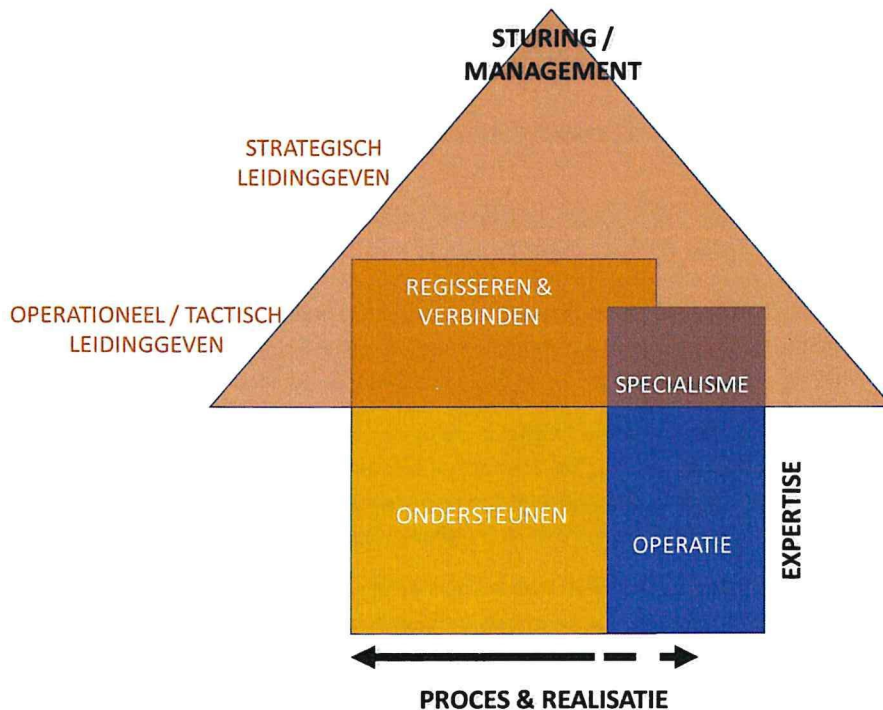 STURING /
MANAGEMENT
STRATEGISCH
LEIDINGGEVEN
REGISSEREN &
VERBINDEN
OPERATIONEEL / TACTISCH
LEIDINGGEVEN
SPECIALISME
ONDERSTEUNEN
OPERATIE
EXPERTISE
PROCES & REALISATIE